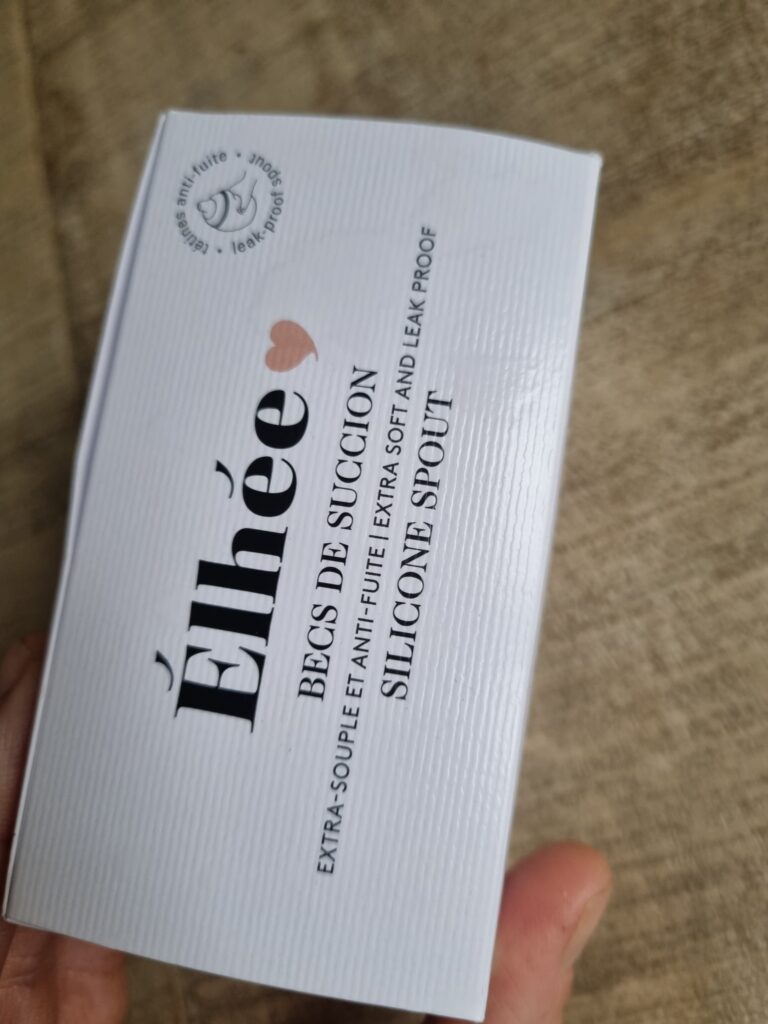 tétines anti-fuite • leak-proof spout •
Élhée
BECS DE SUCCION
EXTRA-SOUPLE ET ANTI-FUITE | EXTRA SOFT AND LEAK PROOF
SILICONE SPOUT